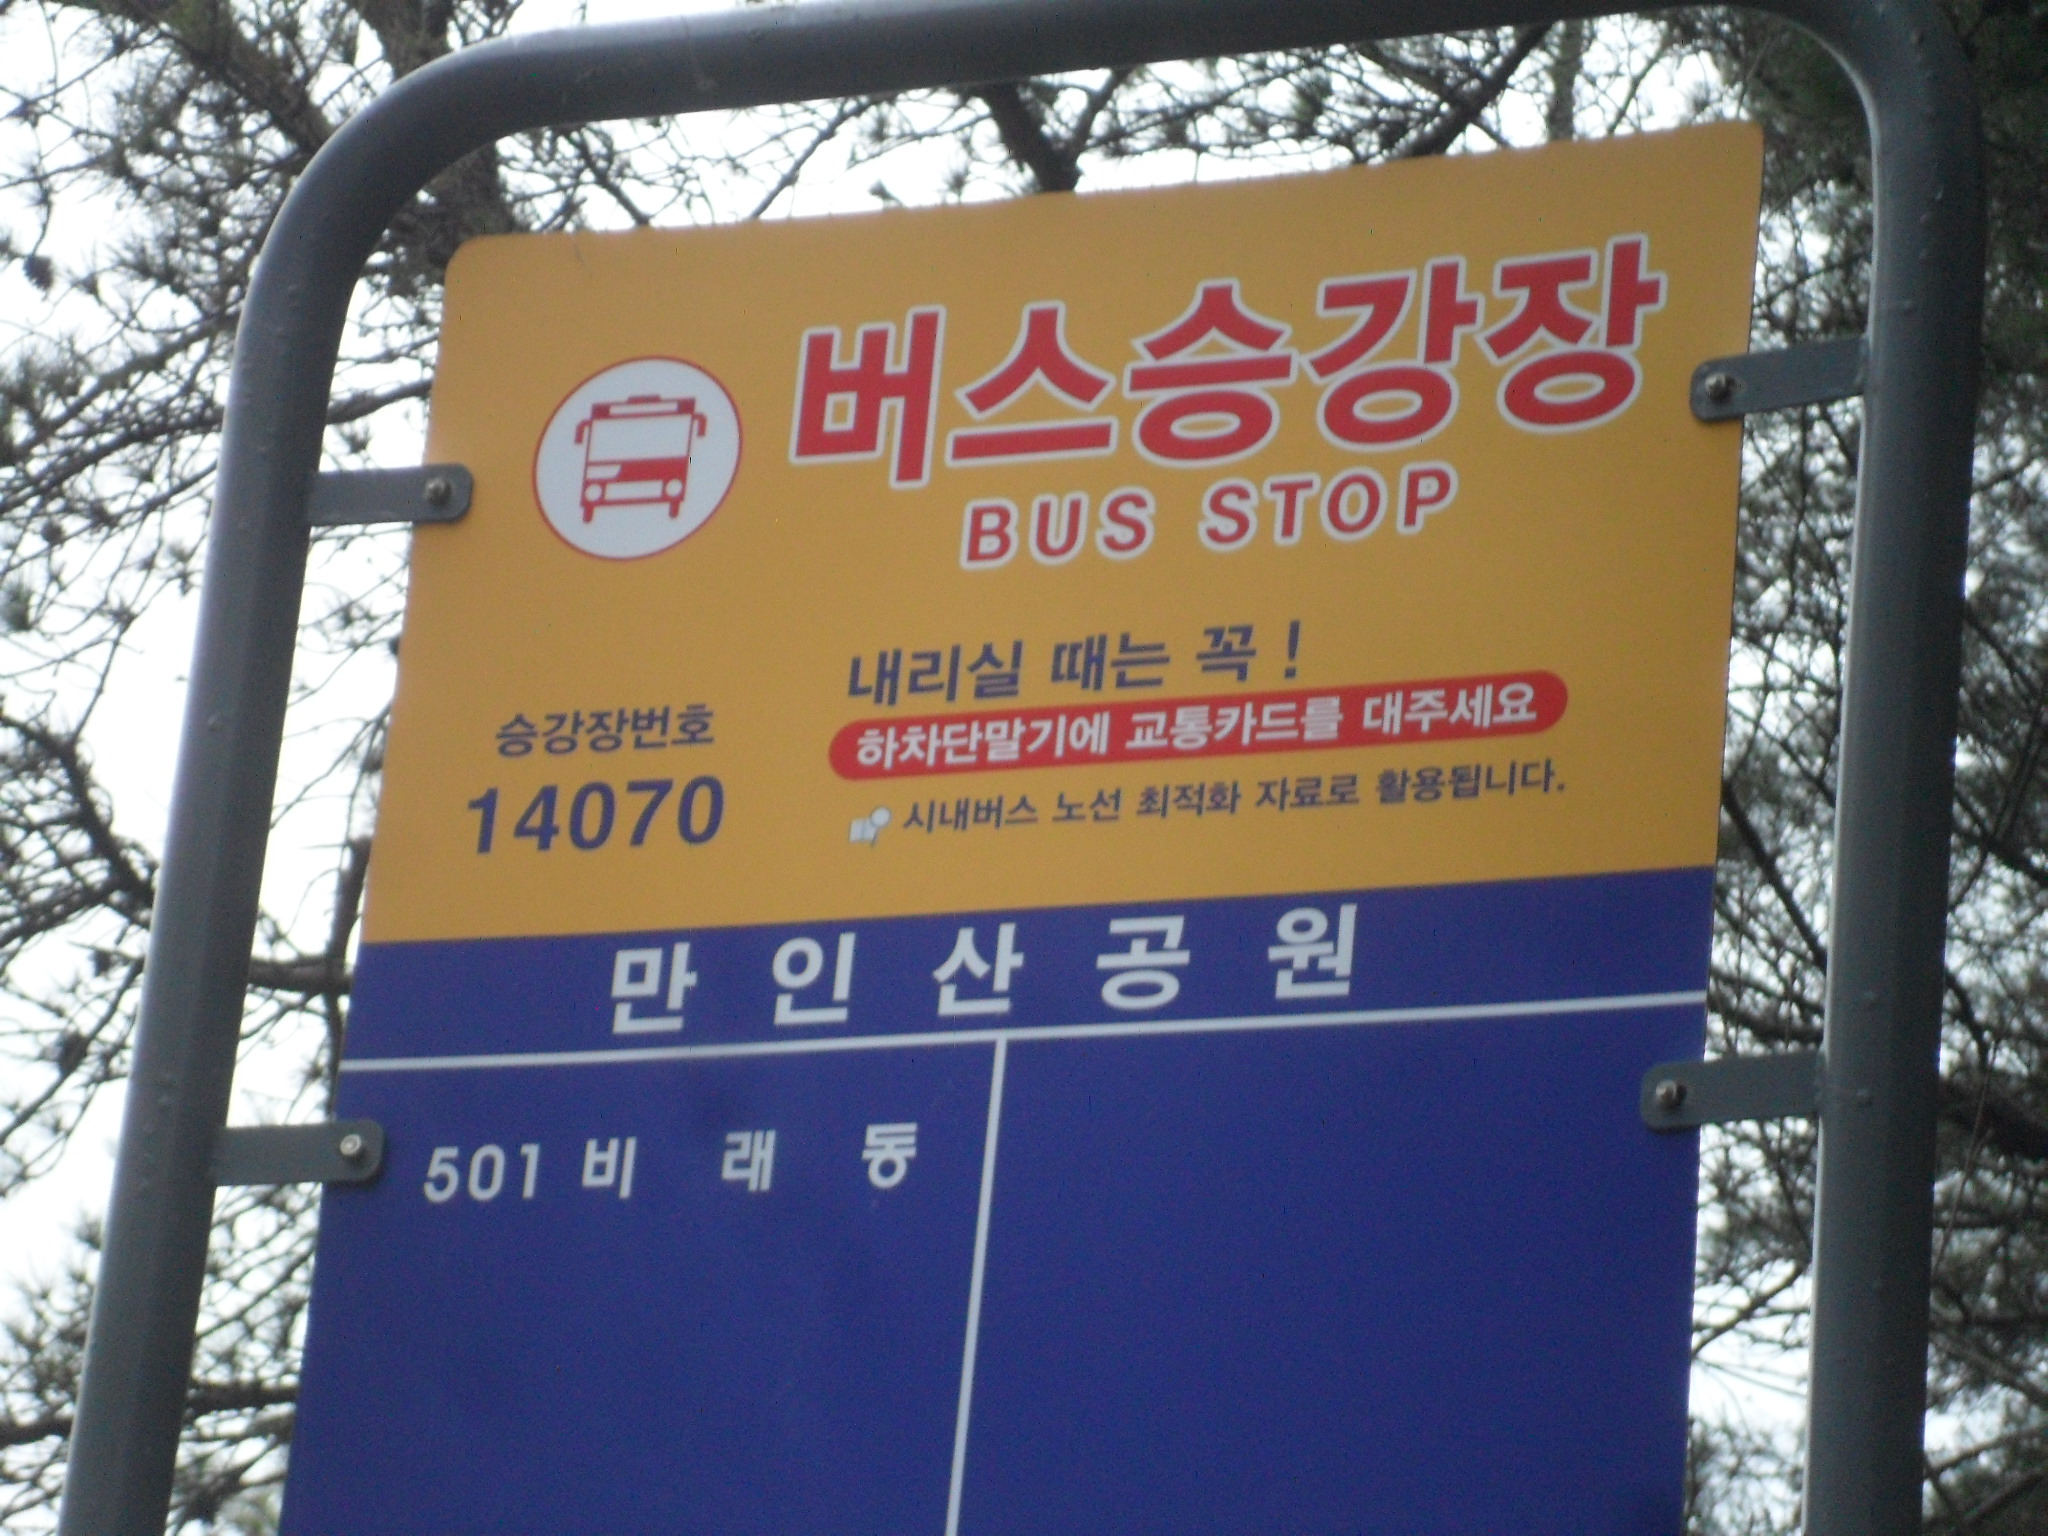 버스승강장
BUS STOP
내리실 때는 꼭 !
하차단말기에 교통카드를 대주세요
시내버스 노선 최적화 자료로 활용됩니다.
승강장번호
14070
만인산공원
501 비 래 동